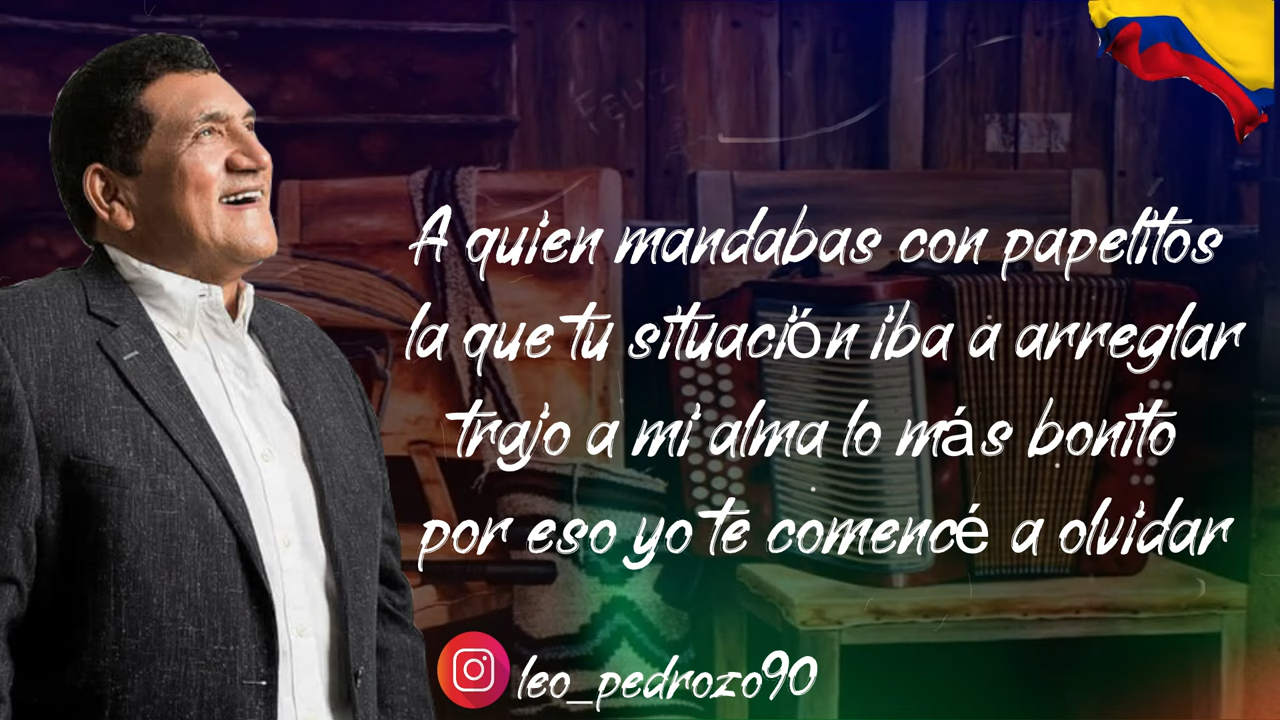 A quien mandabas con papelitos
la que tu situación iba a arreglar
trajo a mi alma lo más bonito
por eso yo te comencé a olvidar
leo_pedrozo90